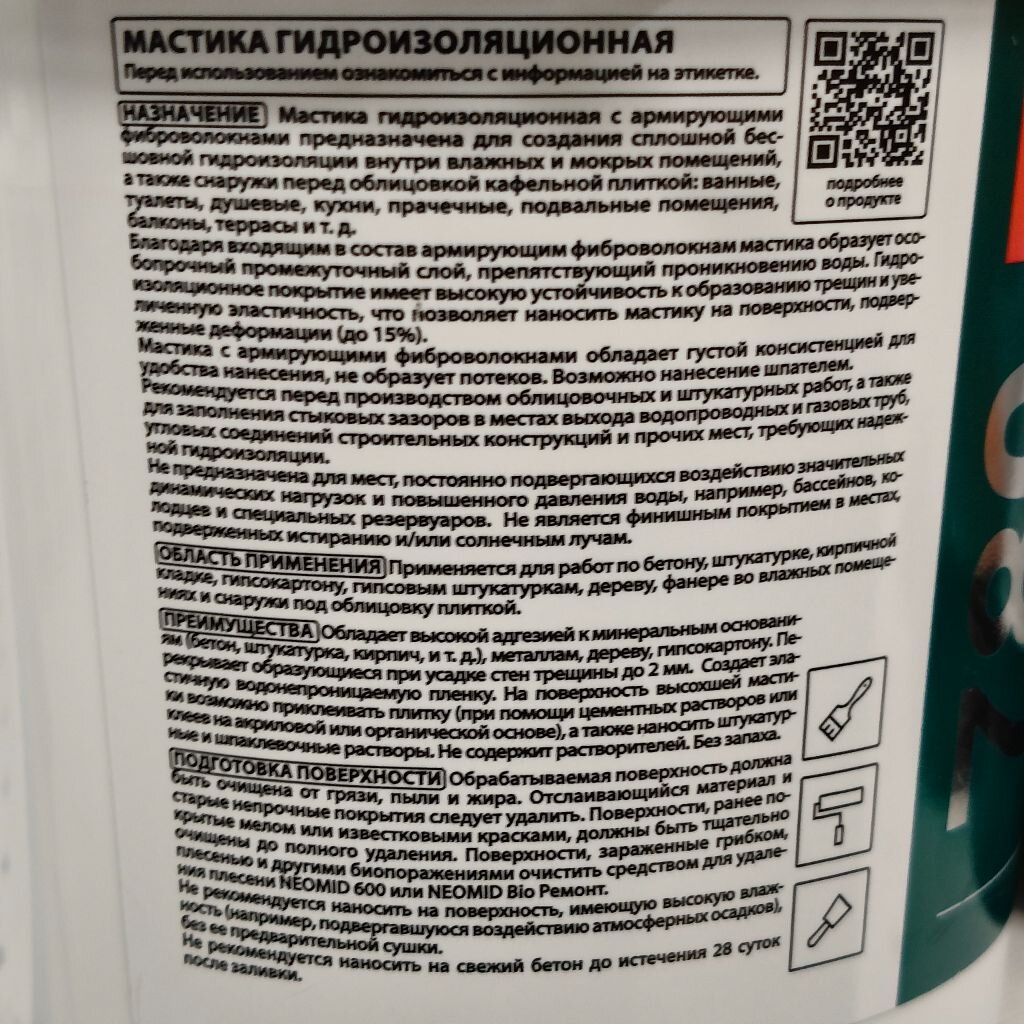 МАСТИКА ГИДРОИЗОЛЯЦИОННАЯ
Перед использованием ознакомиться с информацией на этикетке.
НАЗНАЧЕНИЕ Мастика гидроизоляционная с армирующими
фиброволокнами предназначена для создания сплошной бес-
шовной гидроизоляции внутри влажных и мокрых помещений,
а также снаружи перед облицовкой кафельной плиткой: ванные,
туалеты, душевые, кухни, прачечные, подвальные помещения,
балконы, террасы и т. д.
подробнее
о продукте
Благодаря входящим в состав армирующим фиброволокнам мастика образует осо-
бопрочный промежуточный слой, препятствующий проникновению воды. Гидро-
изоляционное покрытие имеет высокую устойчивость к образованию трещин и уве-
личенную эластичность, что позволяет наносить мастику на поверхности, подвер-
женные деформации (до 15%).
Мастика с армирующими фиброволокнами обладает густой консистенцией для
удобства нанесения, не образует потеков. Возможно нанесение шпателем.
Рекомендуется перед производством облицовочных и штукатурных работ, а также
для заполнения стыковых зазоров в местах выхода водопроводных и газовых труб,
угловых соединений строительных конструкций и прочих мест, требующих надеж-
ной гидроизоляции.
Не предназначена для мест, постоянно подвергающихся воздействию значительных
динамических нагрузок и повышенного давления воды, например, бассейнов, ко-
лодцев и специальных резервуаров. Не является финишным покрытием в местах,
подверженных истиранию и/или солнечным лучам.
ОБЛАСТЬ ПРИМЕНЕНИЯ Применяется для работ по бетону, штукатурке, кирпичной
кладке, гипсокартону, гипсовым штукатуркам, дереву, фанере во влажных помеще-
ниях и снаружи под облицовку плиткой.
ПРЕИМУЩЕСТВА Обладает высокой адгезией к минеральным основани-
ям (бетон, штукатурка, кирпич, и т. д.), металлам, дереву, гипсокартону. Пе-
рекрывает образующиеся при усадке стен трещины до 2 мм. Создает эла-
стичную водонепроницаемую пленку. На поверхность высохшей масти-
ки возможно приклеивать плитку (при помощи цементных растворов или
клеев на акриловой или органической основе), а также наносить штукатур-
ные и шпаклевочные растворы. Не содержит растворителей. Без запаха.
ПОДГОТОВКА ПОВЕРХНОСТИ Обрабатываемая поверхность должна
быть очищена от грязи, пыли и жира. Отслаивающийся материал и
старые непрочные покрытия следует удалить. Поверхности, ранее по-
крытые мелом или известковыми красками, должны быть тщательно
очищены до полного удаления. Поверхности, зараженные грибком,
плесенью и другими биопоражениями очистить средством для удале-
ния плесени NEOMID 600 или NEOMID Bio Ремонт.
Не рекомендуется наносить на поверхность, имеющую высокую влаж-
ность (например, подвергавшуюся воздействию атмосферных осадков),
без ее предварительной сушки.
Не рекомендуется наносить на свежий бетон до истечения 28 суток
после заливки.